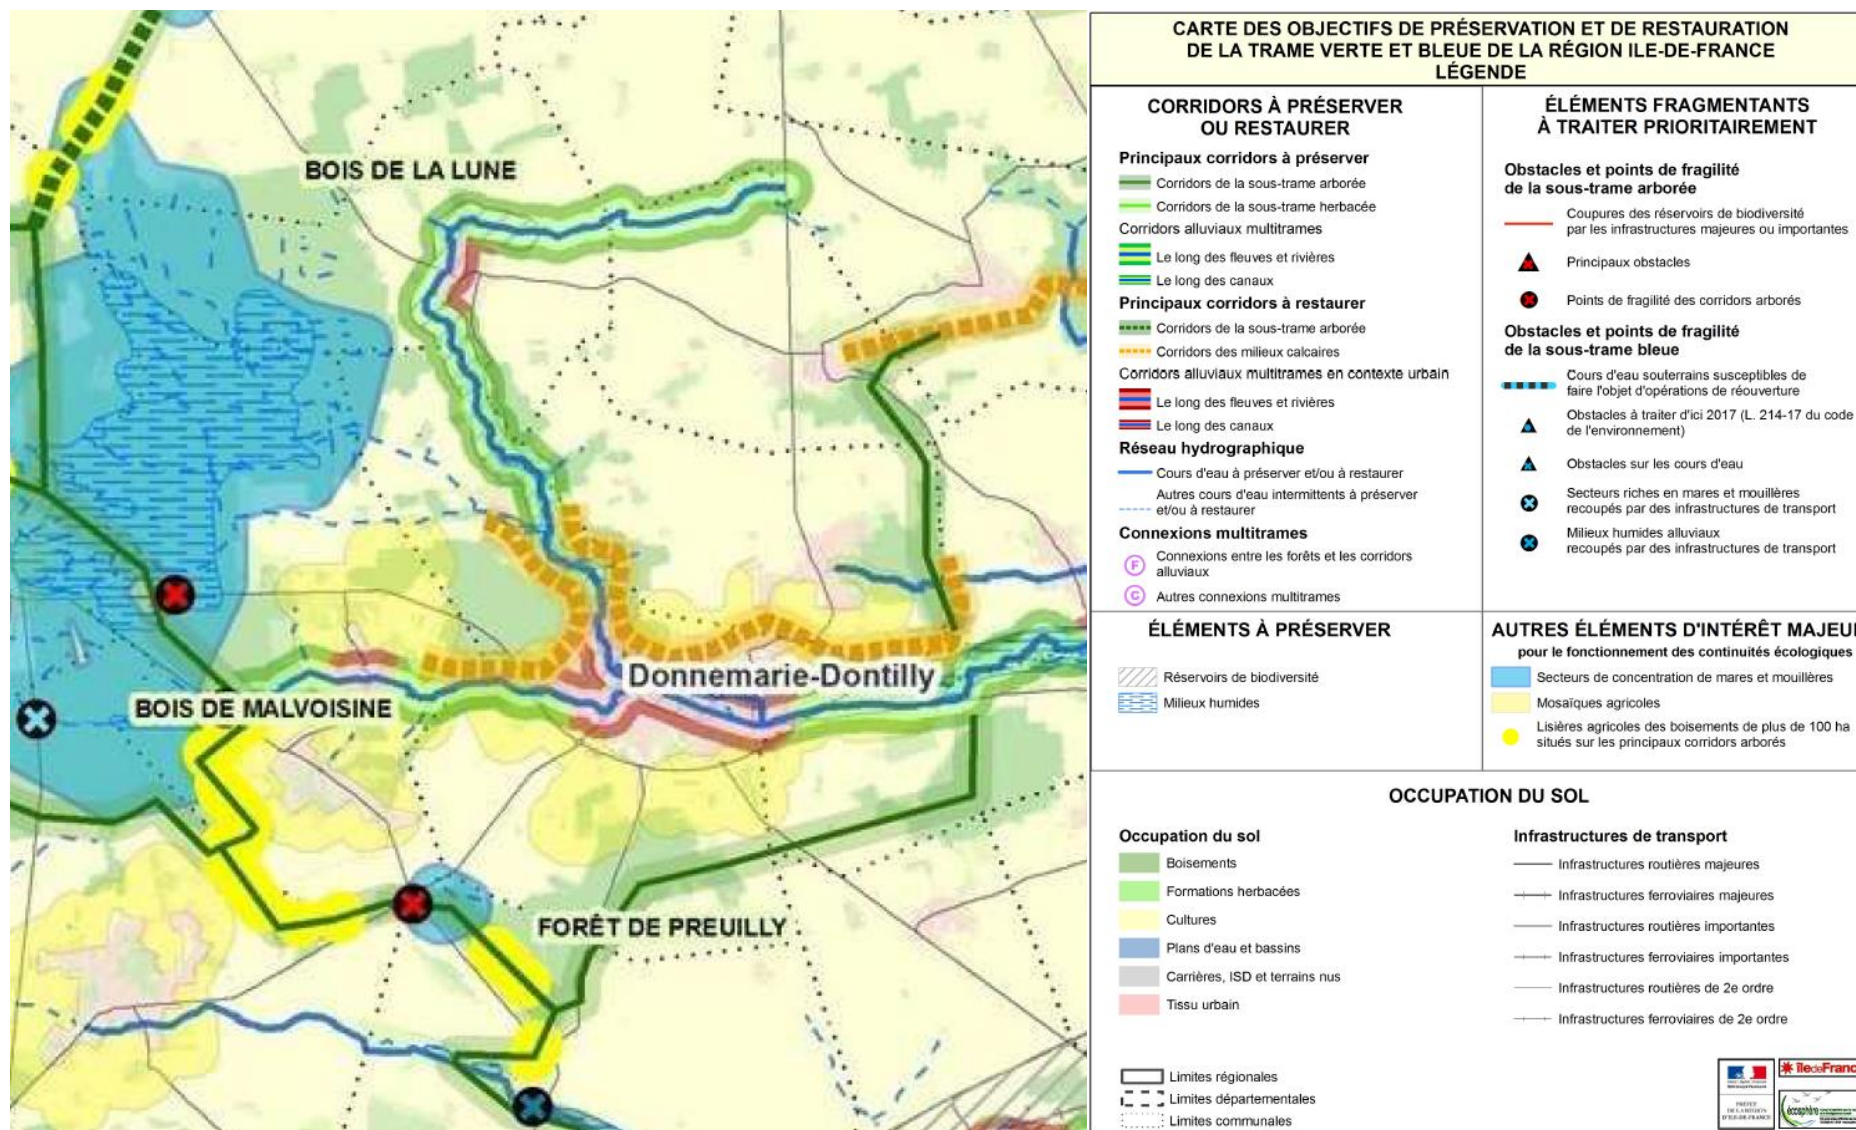 BOIS DE LA LUNE
Donnemarie-Dontilly
BOIS DE MALVOISINE
FORÊT DE PREUILLY
CARTE DES OBJECTIFS DE PRÉSERVATION ET DE RESTAURATION
DE LA TRAME VERTE ET BLEUE DE LA RÉGION ILE-DE-FRANCE
LÉGENDE
CORRIDORS À PRÉSERVER
OU RESTAURER
Principaux corridors à préserver
Corridors de la sous-trame arborée
Corridors de la sous-trame herbacée
Corridors alluviaux multitrames
Le long des fleuves et rivières
Le long des canaux
Principaux corridors à restaurer
Corridors de la sous-trame arborée
Corridors des milieux calcaires
Corridors alluviaux multitrames en contexte urbain
Le long des fleuves et rivières
Le long des canaux
Réseau hydrographique
Cours d'eau à préserver et/ou à restaurer
Autres cours d'eau intermittents à préserver
et/ou à restaurer
Connexions multitrames
F
Connexions entre les forêts et les corridors
alluviaux
C
Autres connexions multitrames
ÉLÉMENTS FRAGMENTANTS
À TRAITER PRIORITAIREMENT
Obstacles et points de fragilité
de la sous-trame arborée
Coupures des réservoirs de biodiversité
par les infrastructures majeures ou importantes
Principaux obstacles
Points de fragilité des corridors arborés
Obstacles et points de fragilité
de la sous-trame bleue
Cours d'eau souterrains susceptibles de
faire l'objet d'opérations de réouverture
Obstacles à traiter d'ici 2017 (L. 214-17 du code
de l'environnement)
Obstacles sur les cours d'eau
Secteurs riches en mares et mouillères
recoupés par des infrastructures de transport
Milieux humides alluviaux
recoupés par des infrastructures de transport
ÉLÉMENTS À PRÉSERVER
Réservoirs de biodiversité
Milieux humides
AUTRES ÉLÉMENTS D'INTÉRÊT MAJEU
pour le fonctionnement des continuités écologiques
Secteurs de concentration de mares et mouillères
Mosaïques agricoles
Lisières agricoles des boisements de plus de 100 ha
situés sur les principaux corridors arborés
OCCUPATION DU SOL
Occupation du sol
Boisements
Formations herbacées
Cultures
Plans d'eau et bassins
Carrières, ISD et terrains nus
Tissu urbain
Infrastructures de transport
Infrastructures routières majeures
Infrastructures ferroviaires majeures
Infrastructures routières importantes
Infrastructures ferroviaires importantes
Infrastructures routières de 2e ordre
Infrastructures ferroviaires de 2e ordre
Limites régionales
Limites départementales
Limites communales
PRÉFET
DE LA RÉGION
D'ILE-DE-FRANCE
îledeFranc
écosphère